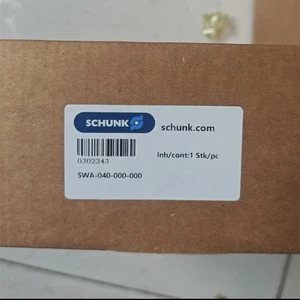 SCHUNK
schunk.com
0302343
Inh/cont:1 Stk/pc
SWA-040-000-000